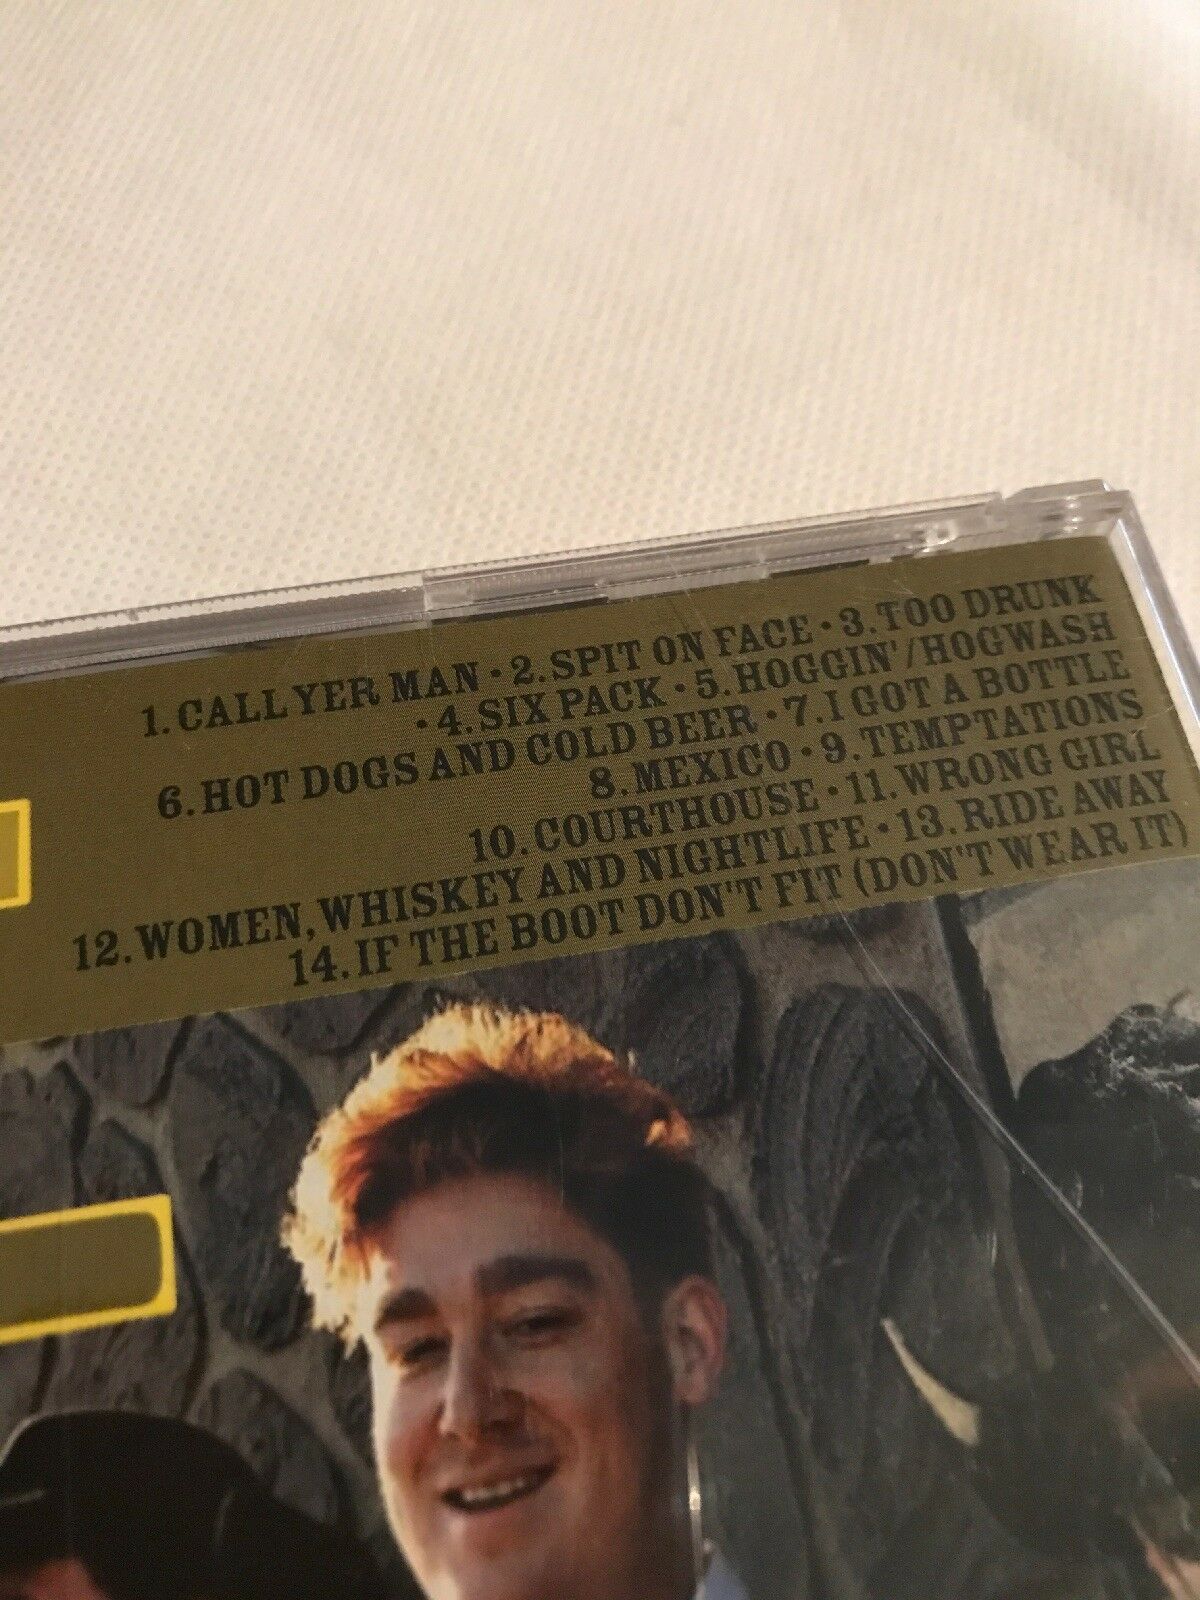 1. CALL YER MAN • 2. SPIT ON FACE • 3. TOO DRUNK
• 4. SIX PACK • 5. HOGGIN'/HOGWASH
6. HOT DOGS AND COLD BEER • 7. I GOT A BOTTLE
8. MEXICO • 9. TEMPTATIONS
10. COURTHOUSE • 11. WRONG GIRL
12. WOMEN, WHISKEY AND NIGHTLIFE • 13. RIDE AWAY
14. IF THE BOOT DON'T FIT (DON'T WEAR IT)